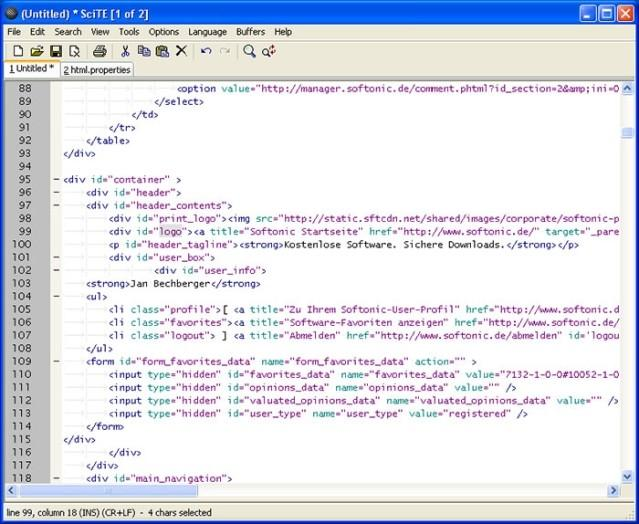 (Untitled) * SciTE [1 of 2]
File Edit Search View Tools Options Language Buffers Help
1 Untitled * 2 html.properties
88 <option value="http://manager.softonic.de/comment.phtml?id_section=2&amp;ini=0
89 </select>
90 </td>
91 </tr>
92 </table>
93 </div>
94
95 <div id="container" >
96 <div id="header">
97 <div id="header_contents">
98 <div id="print_logo"><img src="http://static.sftcdn.net/shared/images/corporate/softonic-p
99 <div id="logo"><a title="Softonic Startseite" href="http://www.softonic.de/" target="_pare
100 <p id="header_tagline"><strong>Kostenlose Software. Sichere Downloads.</strong></p>
101 <div id="user_box">
102 <div id="user_info">
103 <strong>Jan Bechberger</strong>
104 <ul>
105 <li class="profile">[ <a title="Zu Ihrem Softonic-User-Profil" href="http://www.softonic.d
106 <li class="favorites"><a title="Software-Favoriten anzeigen" href="http://www.softonic.de/
107 <li class="logout"> ] <a title="Abmelden" href="http://www.softonic.de/abmelden" id="logou
108 </ul>
109 <form id="form_favorites_data" name="form_favorites_data" action="" >
110 <input type="hidden" id="favorites_data" name="favorites_data" value="7132-1-0-0#10052-1-0
111 <input type="hidden" id="opinions_data" name="opinions_data" value="" />
112 <input type="hidden" id="valuated_opinions_data" name="valuated_opinions_data" value="" />
113 <input type="hidden" id="user_type" name="user_type" value="registered" />
114 </form>
115 </div>
116 </div>
117 </div>
118 <div id="main_navigation">
line 99, column 18 (INS) (CR+LF) - 4 chars selected